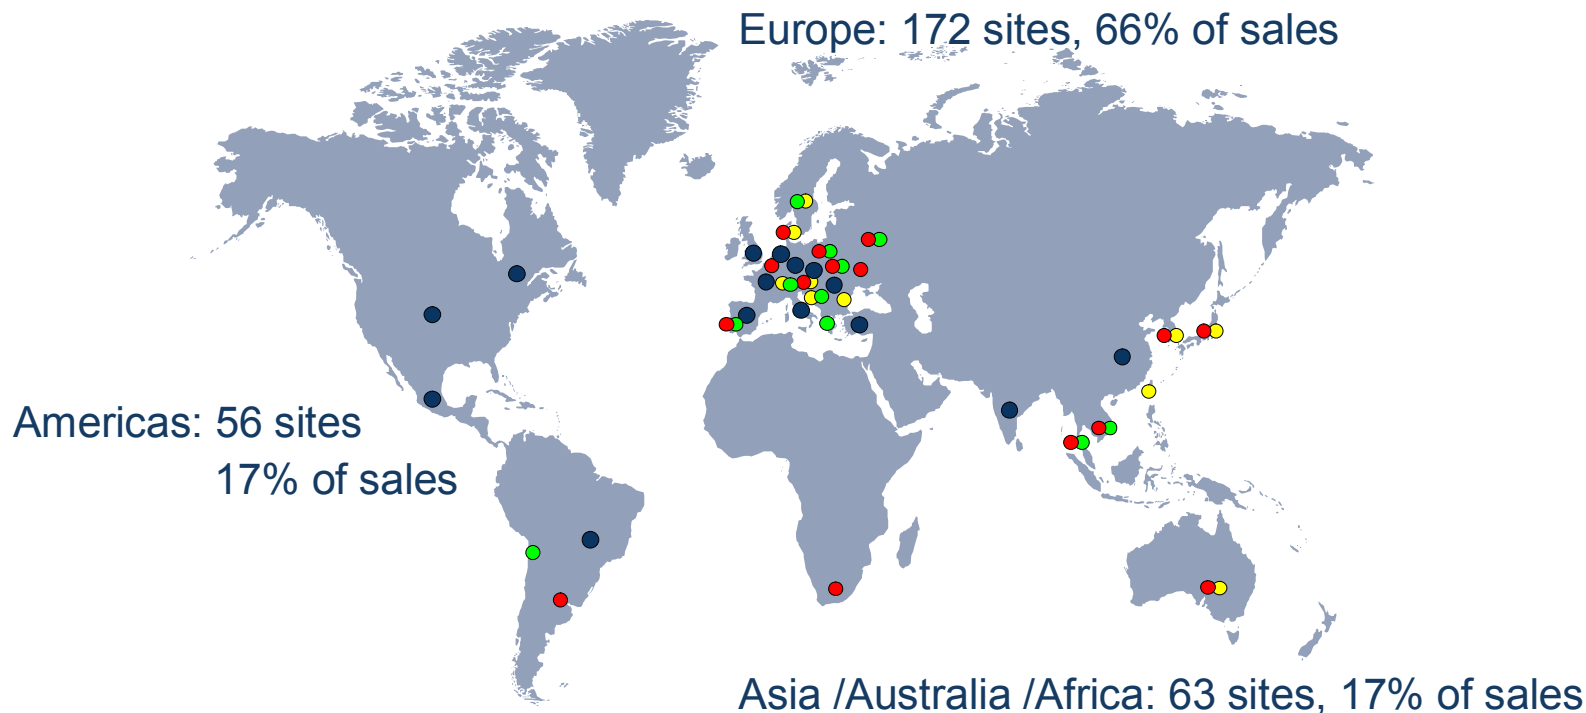 Europe: 172 sites, 66% of sales
Americas: 56 sites
17% of sales
Asia /Australia /Africa: 63 sites, 17% of sales